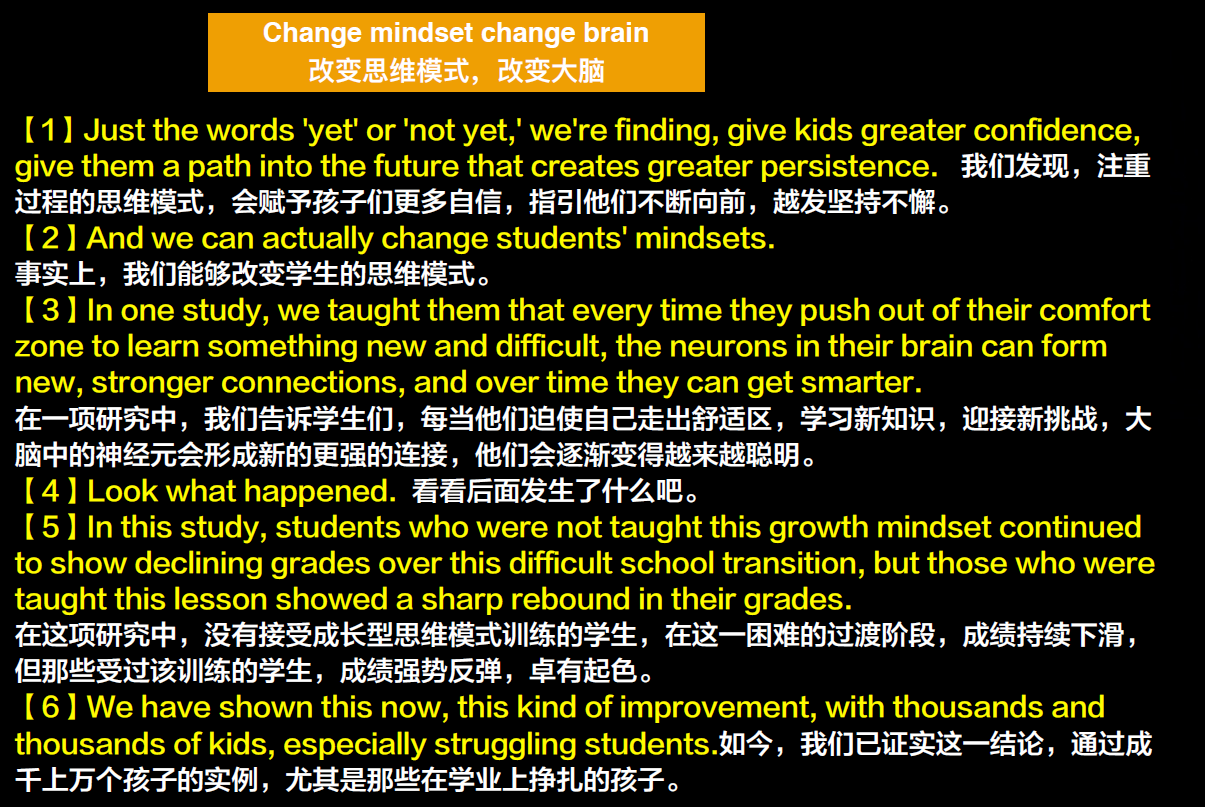 Change mindset change brain
改变思维模式，改变大脑
【1】Just the words 'yet' or 'not yet,' we're finding, give kids greater confidence,
give them a path into the future that creates greater persistence. 我们发现，注重
过程的思维模式，会赋予孩子们更多自信，指引他们不断向前，越发坚持不懈。
【2】And we can actually change students' mindsets.
事实上，我们能够改变学生的思维模式。
【3】In one study, we taught them that every time they push out of their comfort
zone to learn something new and difficult, the neurons in their brain can form
new, stronger connections, and over time they can get smarter.
在一项研究中，我们告诉学生们，每当他们迫使自己走出舒适区，学习新知识，迎接新挑战，大
脑中的神经元会形成新的更强的连接，他们会逐渐变得越来越聪明。
【4】Look what happened. 看看后面发生了什么吧。
【5】In this study, students who were not taught this growth mindset continued
to show declining grades over this difficult school transition, but those who were
taught this lesson showed a sharp rebound in their grades.
在这项研究中，没有接受成长型思维模式训练的学生，在这一困难的过渡阶段，成绩持续下滑，
但那些受过该训练的学生，成绩强势反弹，卓有起色。
【6】We have shown this now, this kind of improvement, with thousands and
thousands of kids, especially struggling students.如今，我们已证实这一结论，通过成
千上万个孩子的实例，尤其是那些在学业上挣扎的孩子。